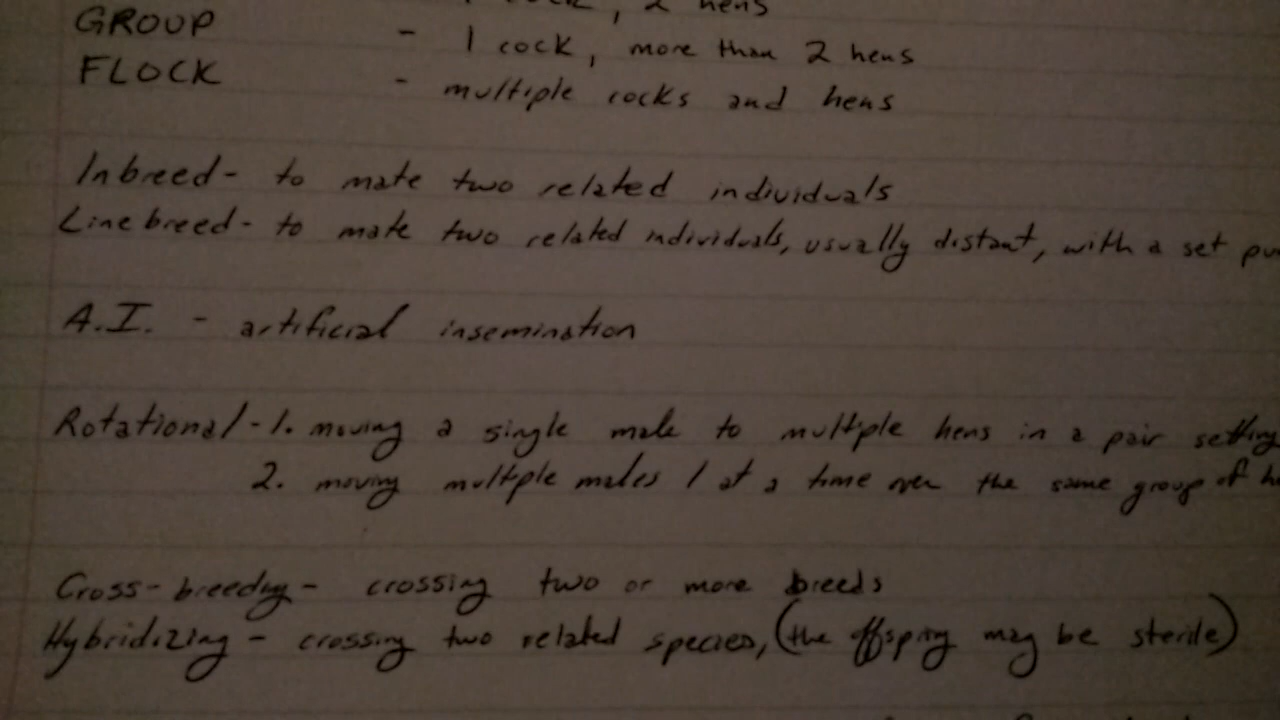 , 2 hens
GROUP - 1 cock, more than 2 hens
FLOCK - multiple cocks and hens
Inbreed- to mate two related individuals
Linebreed- to mate two related individuals, usually distant, with a set
A.I. - artificial insemination
Rotational-1. moving a single male to multiple hens in a pair setting
2. moving multiple males 1 at a time over the same group of
Cross-breeding- crossing two or more breeds
Hybridizing - crossing two related species, (the offspring may be sterile)